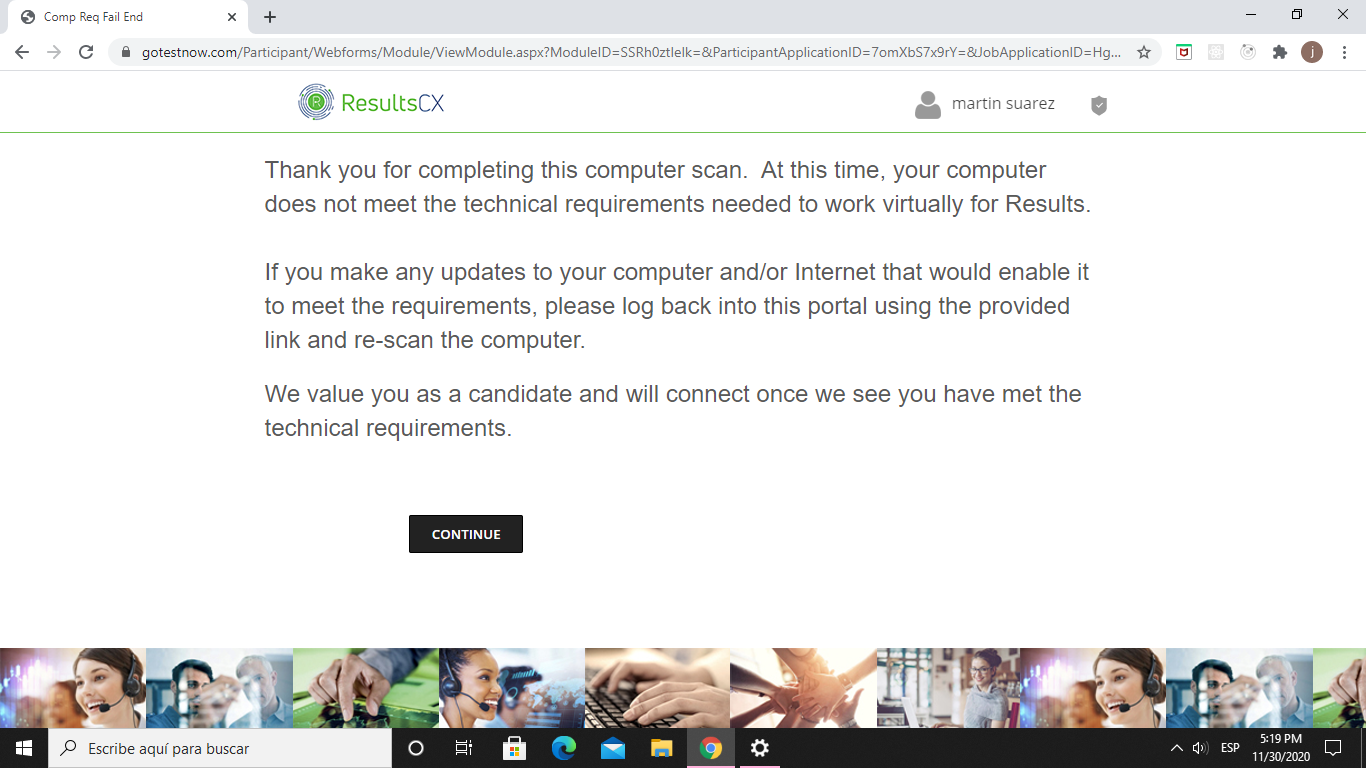 Comp Req Fail End
gotestnow.com/Participant/Webforms/Module/ViewModule.aspx?ModuleID=SSRh0ztlelk=&ParticipantApplicationID=7omXbS7x9rY=&JobApplicationID=Hg...
j
R ResultsCX
martin suarez
Thank you for completing this computer scan.  At this time, your computer
does not meet the technical requirements needed to work virtually for Results.
If you make any updates to your computer and/or Internet that would enable it
to meet the requirements, please log back into this portal using the provided
link and re-scan the computer.
We value you as a candidate and will connect once we see you have met the
technical requirements.
CONTINUE
Escribe aquí para buscar
ESP
5:19 PM
11/30/2020